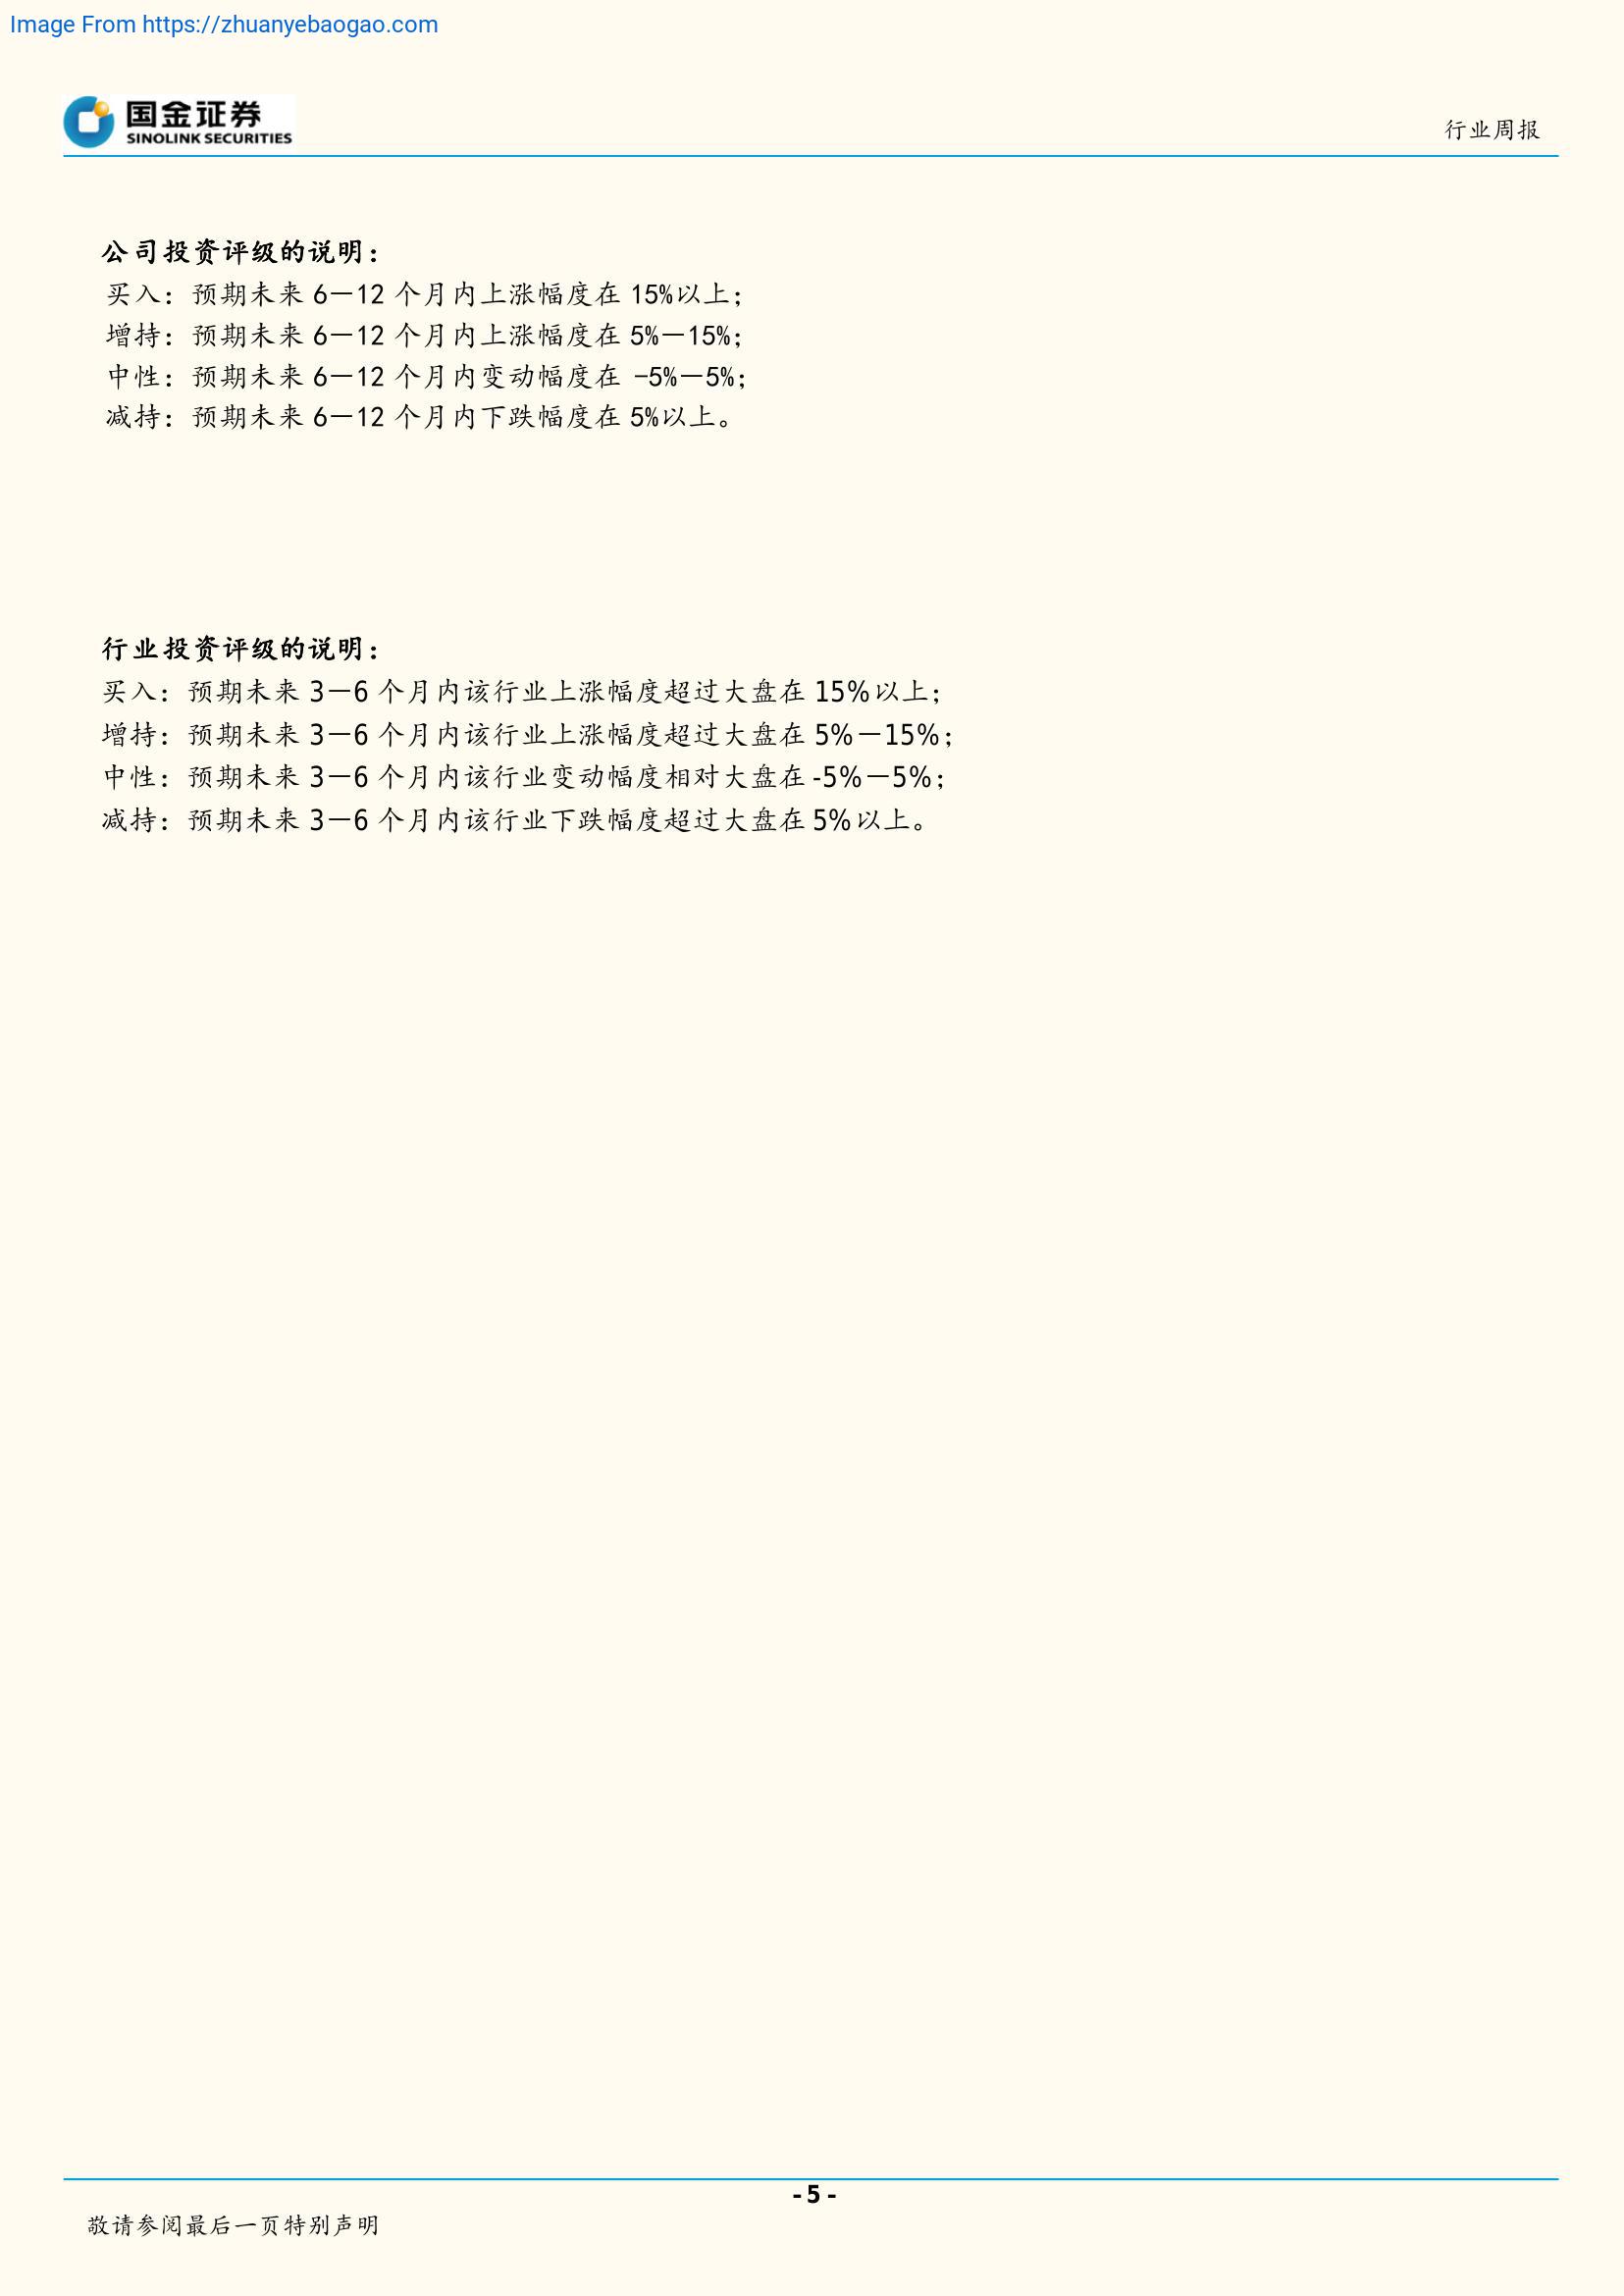 Image From https://zhuanyebaogao.com
国金证券
SINOLINK SECURITIES
行业周报
公司投资评级的说明：
买入：预期未来 6－12 个月内上涨幅度在 15%以上；
增持：预期未来 6－12 个月内上涨幅度在 5%－15%；
中性：预期未来 6－12 个月内变动幅度在 -5%－5%；
减持：预期未来 6－12 个月内下跌幅度在 5%以上。
行业投资评级的说明：
买入：预期未来 3－6 个月内该行业上涨幅度超过大盘在 15%以上；
增持：预期未来 3－6 个月内该行业上涨幅度超过大盘在 5%－15%；
中性：预期未来 3－6 个月内该行业变动幅度相对大盘在 -5%－5%；
减持：预期未来 3－6 个月内该行业下跌幅度超过大盘在 5%以上。
- 5 -
敬请参阅最后一页特别声明